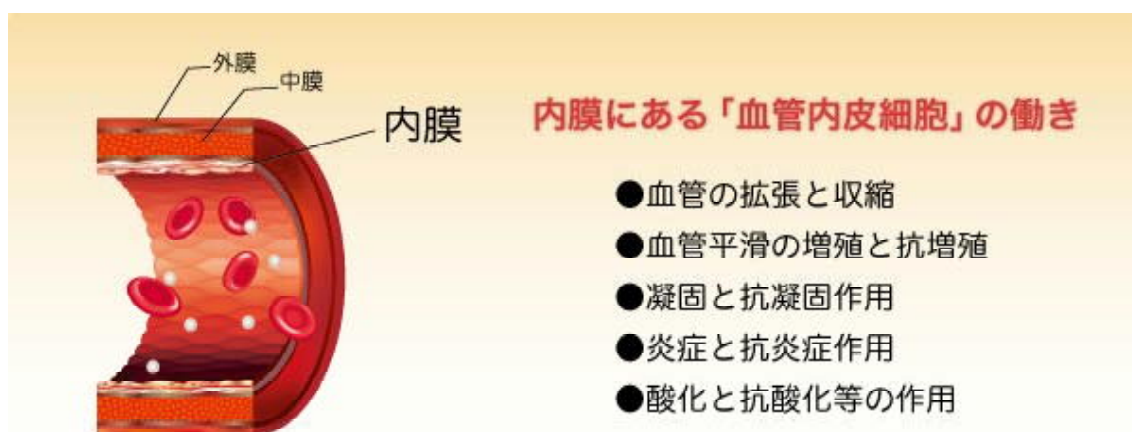 外膜
中膜
内膜
内膜にある「血管内皮細胞」の働き
●血管の拡張と収縮
●血管平滑の増殖と抗増殖
●凝固と抗凝固作用
●炎症と抗炎症作用
●酸化と抗酸化等の作用